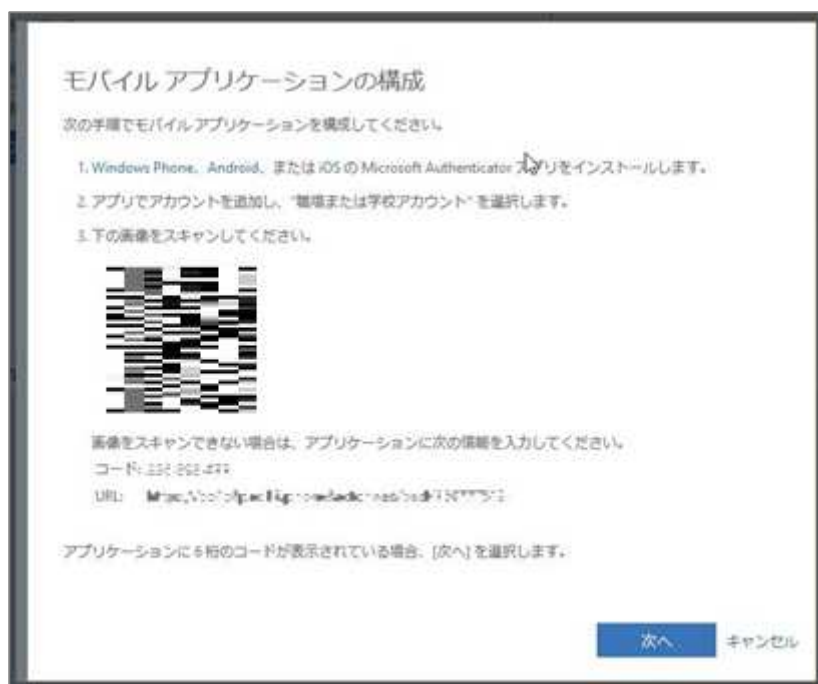 モバイル アプリケーションの構成
次の手順でモバイル アプリケーションを構成してください。
1. Windows Phone、Android、または iOS の Microsoft Authenticator アプリをインストールします。
2. アプリでアカウントを追加し、"職場または学校アカウント" を選択します。
3. 下の画像をスキャンしてください。
画像をスキャンできない場合は、アプリケーションに次の情報を入力してください。
コード:
URL:
アプリケーションに 6 桁のコードが表示されている場合、[次へ] を選択します。
次へ キャンセル